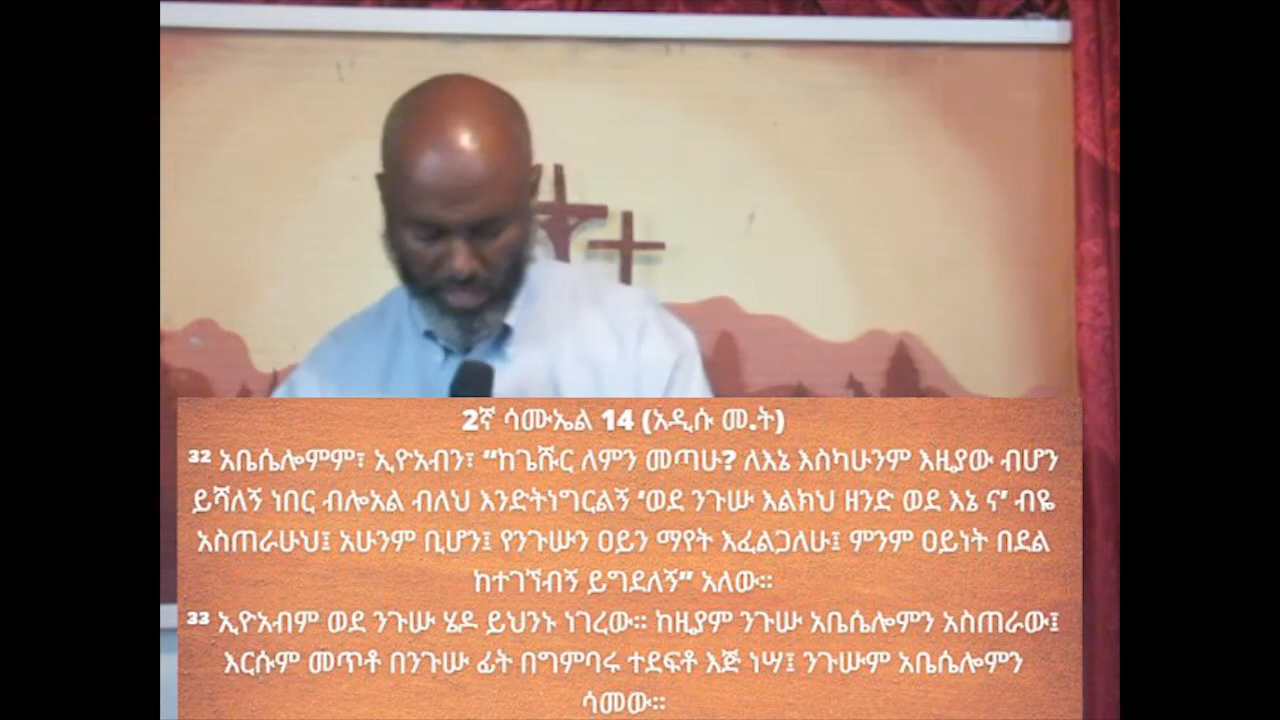 2ኛ ሳሙኤል 14 (አዲሱ መ.ት)
³² አቤሴሎምም፣ ኢዮአብን፣ “ከጌሹር ለምን መጣሁ? ለእኔ እስካሁንም እዚያው ብሆን
ይሻለኝ ነበር ብሎአል ብለህ እንድትነግርልኝ ‘ወደ ንጉሡ እልክህ ዘንድ ወደ እኔ ና’ ብዬ
አስጠራሁህ፤ አሁንም ቢሆን፤ የንጉሡን ዐይን ማየት እፈልጋለሁ፤ ምንም ዐይነት በደል
ከተገኘብኝ ይግደለኝ” አለው።
³³ ኢዮአብም ወደ ንጉሡ ሄዶ ይህንኑ ነገረው። ከዚያም ንጉሡ አቤሴሎምን አስጠራው፤
እርሱም መጥቶ በንጉሡ ፊት በግምባሩ ተደፍቶ እጅ ነሣ፤ ንጉሡም አቤሴሎምን
ሳመው።